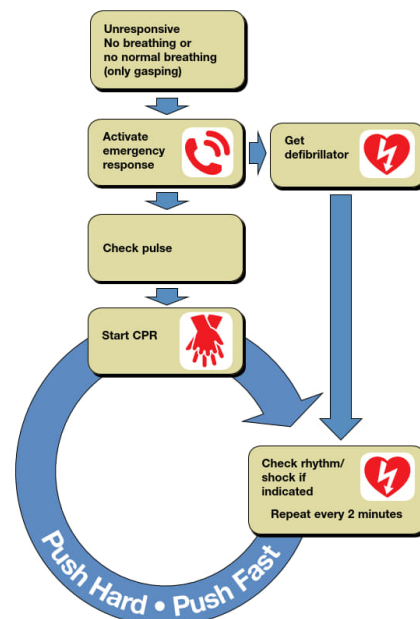 Unresponsive
No breathing or
no normal breathing
(only gasping)
Activate
emergency
response
Get
defibrillator
Check pulse
Start CPR
Check rhythm/
shock if
indicated
Repeat every 2 minutes
Push Hard • Push Fast